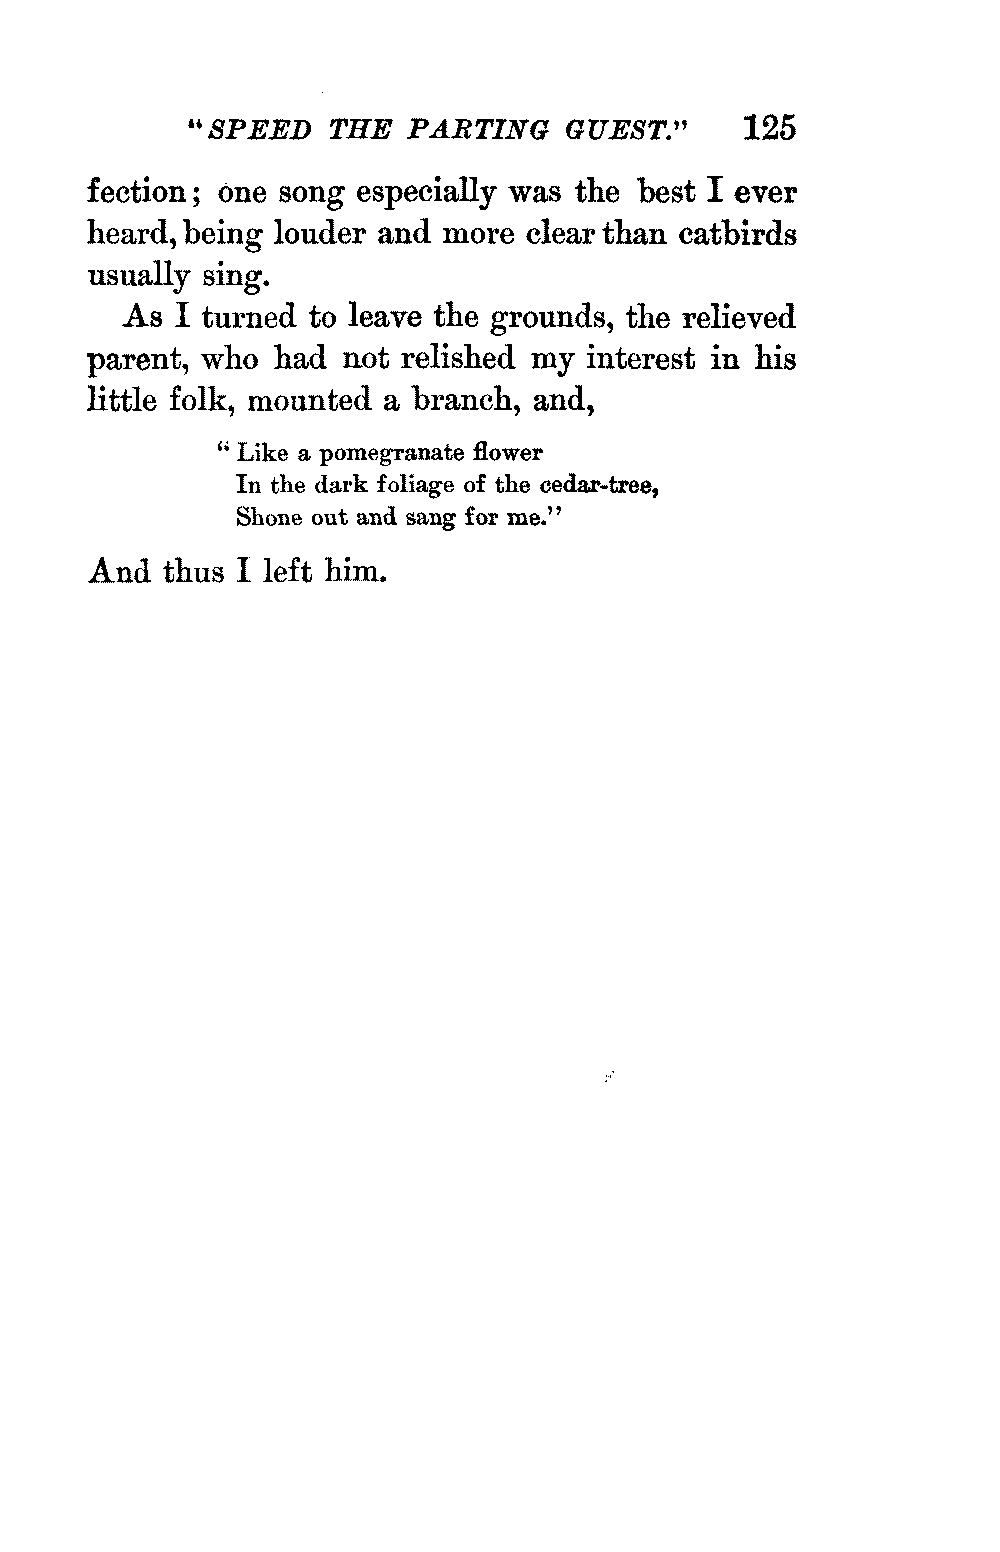 "SPEED THE PARTING GUEST." 125
fection; one song especially was the best I ever
heard, being louder and more clear than catbirds
usually sing.
As I turned to leave the grounds, the relieved
parent, who had not relished my interest in his
little folk, mounted a branch, and,
"Like a pomegranate flower
In the dark foliage of the cedar-tree,
Shone out and sang for me."
And thus I left him.